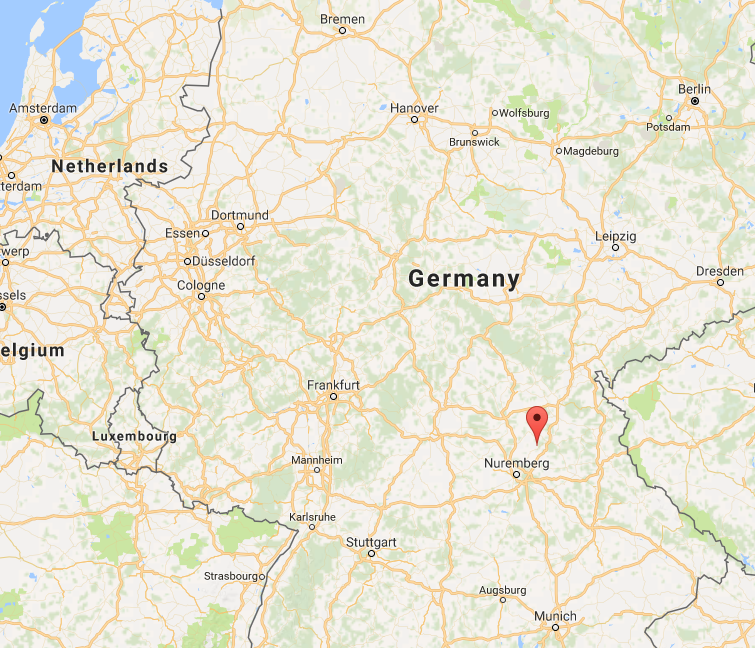 Bremen
Berlin
Amsterdam
Hanover
Wolfsburg
Potsdam
Brunswick
Magdeburg
Netherlands
terdam
Dortmund
Essen
Leipzig
werp
Düsseldorf
Germany
Dresden
Cologne
ssels
elgium
Frankfurt
Luxembourg
Mannheim
Nuremberg
Karlsruhe
Stuttgart
Strasbourg
Augsburg
Munich